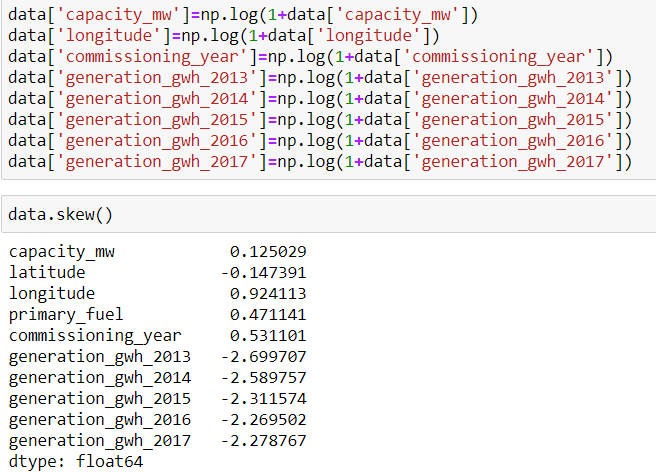 data['capacity_mw']=np.log(1+data['capacity_mw'])
data['longitude']=np.log(1+data['longitude'])
data['commissioning_year']=np.log(1+data['commissioning_year'])
data['generation_gwh_2013']=np.log(1+data['generation_gwh_2013'])
data['generation_gwh_2014']=np.log(1+data['generation_gwh_2014'])
data['generation_gwh_2015']=np.log(1+data['generation_gwh_2015'])
data['generation_gwh_2016']=np.log(1+data['generation_gwh_2016'])
data['generation_gwh_2017']=np.log(1+data['generation_gwh_2017'])
data.skew()
capacity_mw 0.125029
latitude -0.147391
longitude 0.924113
primary_fuel 0.471141
commissioning_year 0.531101
generation_gwh_2013 -2.699707
generation_gwh_2014 -2.589757
generation_gwh_2015 -2.311574
generation_gwh_2016 -2.269502
generation_gwh_2017 -2.278767
dtype: float64